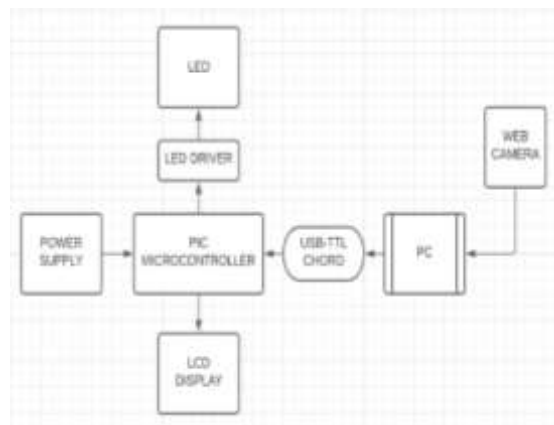 LED
LED DRIVER
WEB
CAMERA
POWER
SUPPLY
PIC
MICROCONTROLLER
USB-TTL
CHORD
PC
LCD
DISPLAY